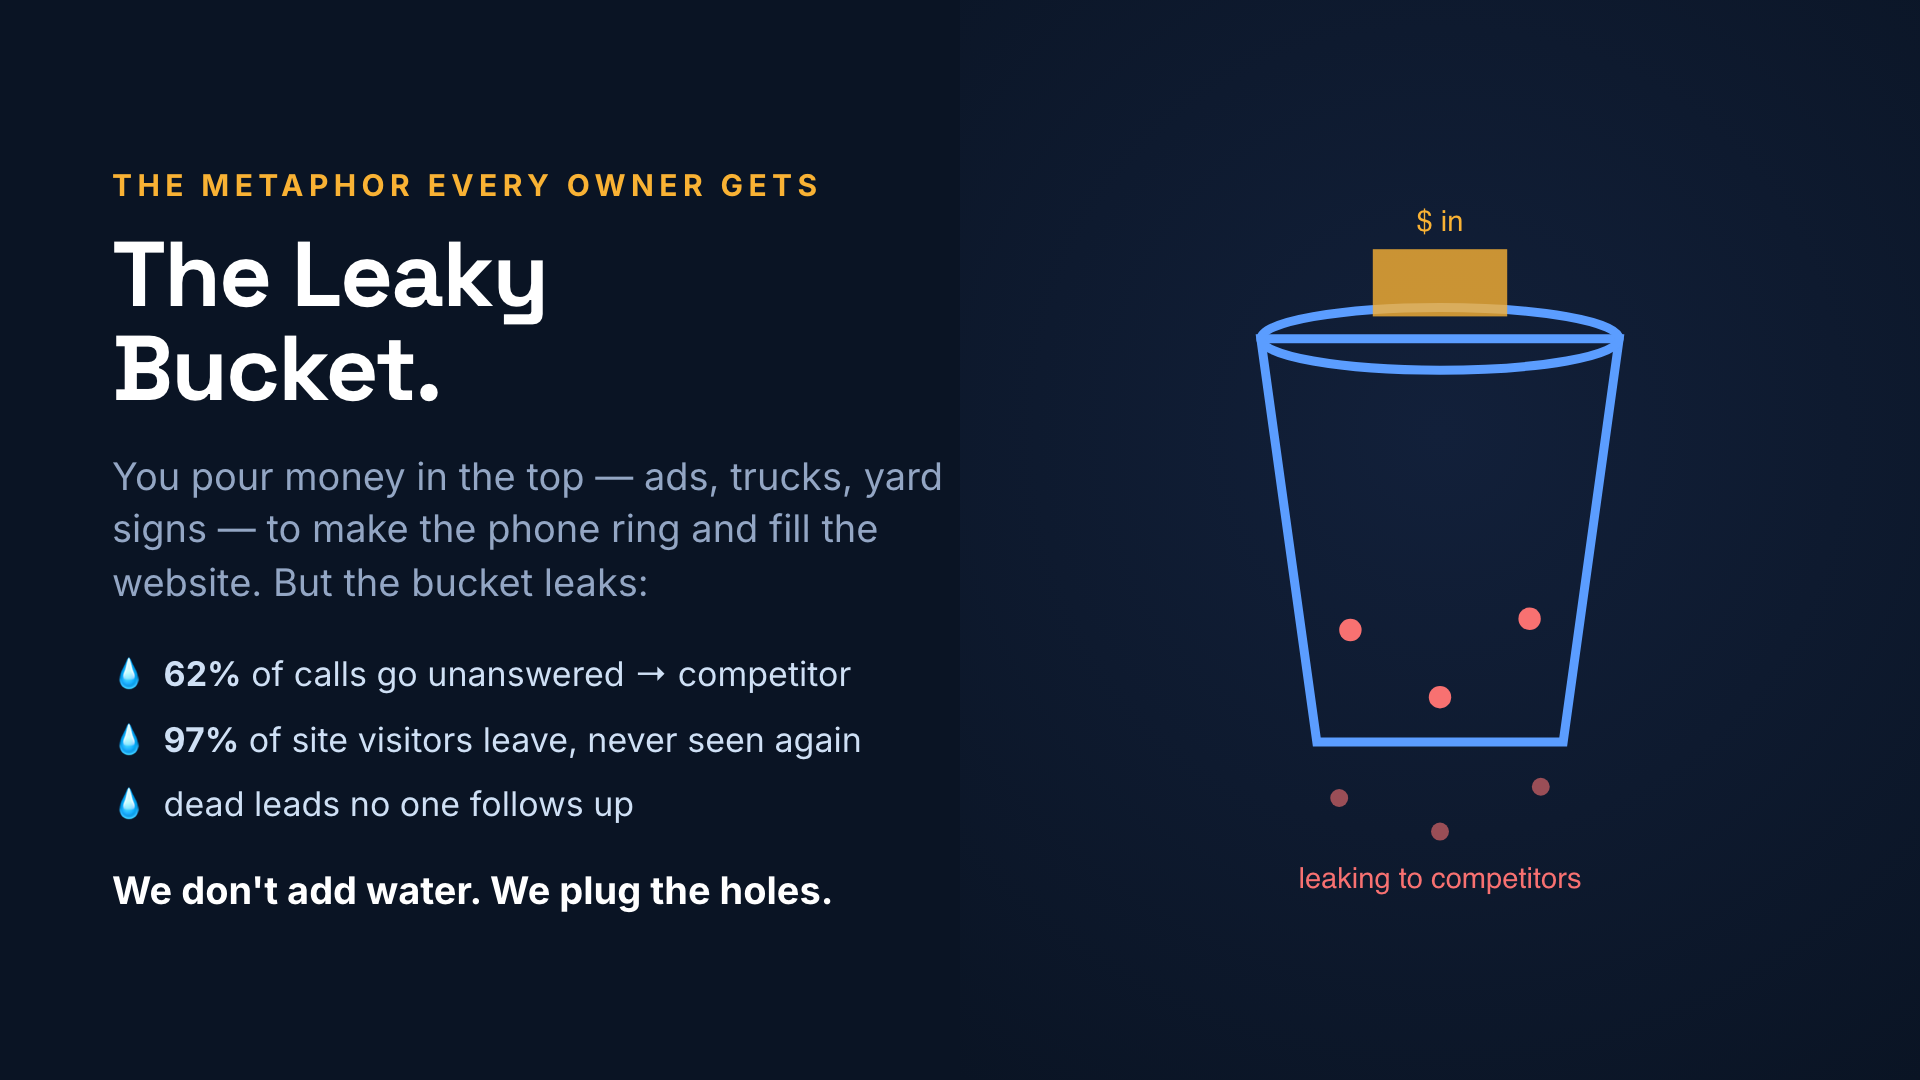 THE METAPHOR EVERY OWNER GETS
The Leaky
Bucket.
You pour money in the top — ads, trucks, yard
signs — to make the phone ring and fill the
website. But the bucket leaks:
💧 62% of calls go unanswered → competitor
💧 97% of site visitors leave, never seen again
💧 dead leads no one follows up
We don't add water. We plug the holes.
$ in
leaking to competitors